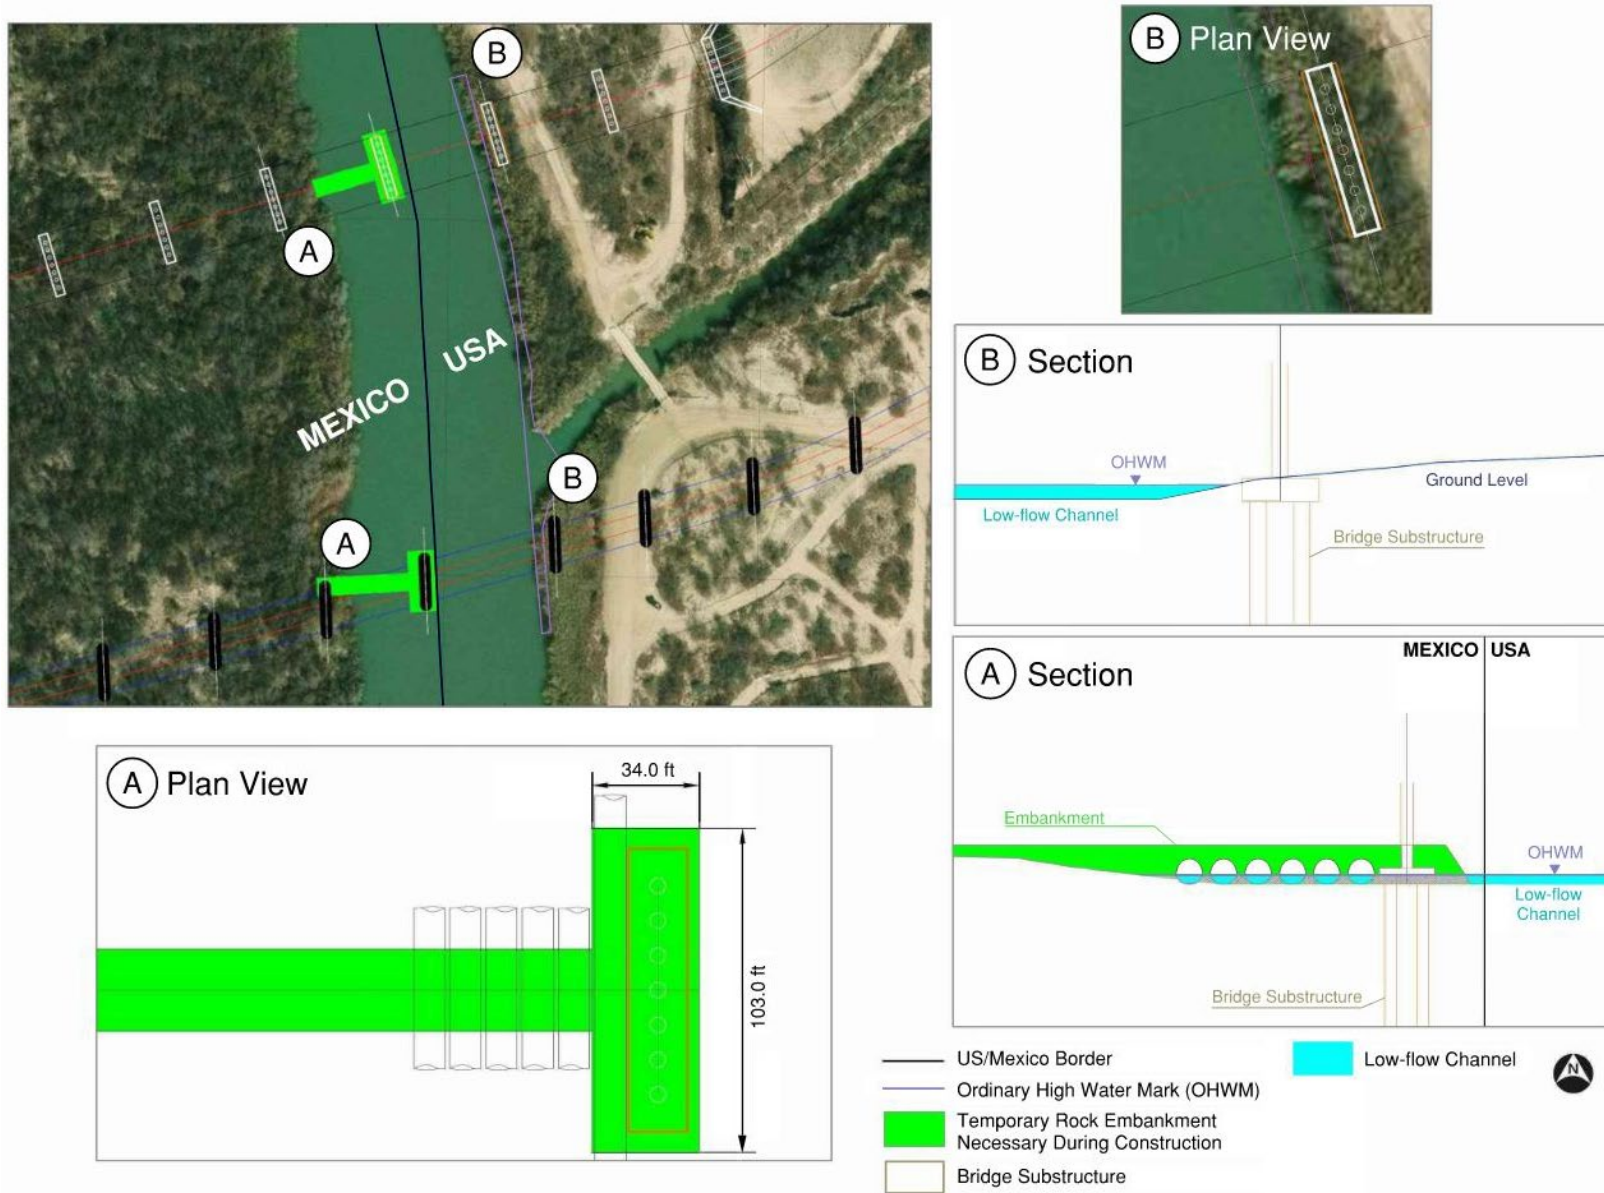 B
A
MEXICO
USA
B
A
B Plan View
B Section
OHWM
Low-flow Channel
Ground Level
Bridge Substructure
MEXICO USA
A Section
Embankment
OHWM
Low-flow
Channel
Bridge Substructure
A Plan View
34.0 ft
103.0 ft
US/Mexico Border
Ordinary High Water Mark (OHWM)
Temporary Rock Embankment
Necessary During Construction
Bridge Substructure
Low-flow Channel
N